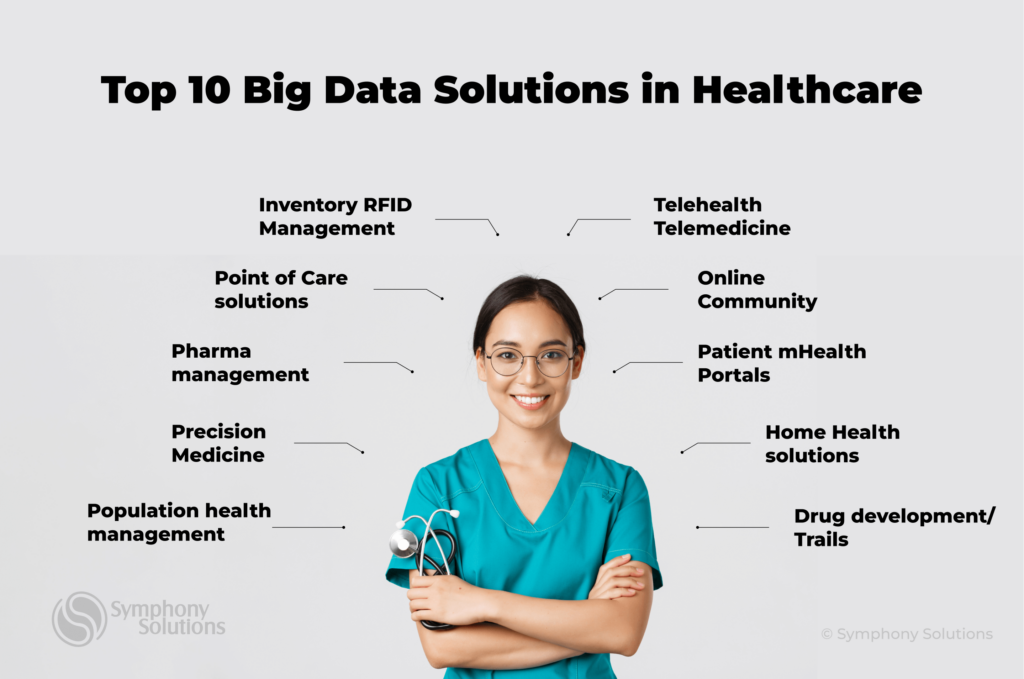 Top 10 Big Data Solutions in Healthcare
Inventory RFID
Management
Point of Care
solutions
Pharma
management
Precision
Medicine
Population health
management
Telehealth
Telemedicine
Online
Community
Patient mHealth
Portals
Home Health
solutions
Drug development/
Trails
Symphony
Solutions
© Symphony Solutions